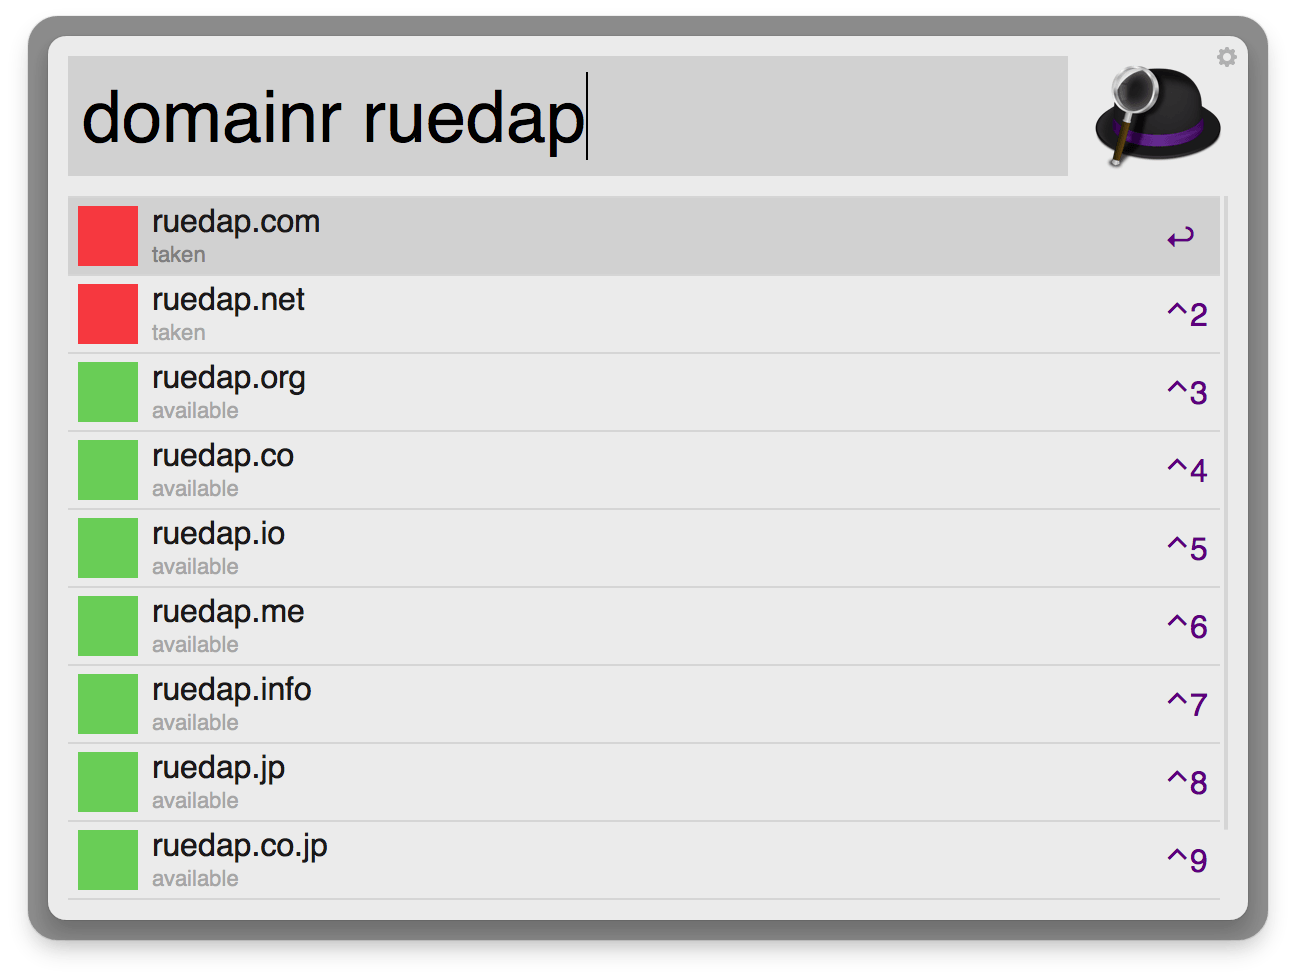 domainr ruedap
ruedap.com
taken
↩
ruedap.net
taken
^2
ruedap.org
available
^3
ruedap.co
available
^4
ruedap.io
available
^5
ruedap.me
available
^6
ruedap.info
available
^7
ruedap.jp
available
^8
ruedap.co.jp
available
^9